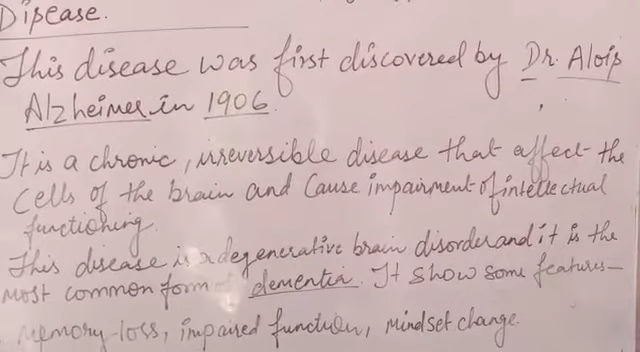 Disease.
This disease was first discovered by Dr. Alois
Alzheimer in 1906.
It is a chronic, irreversible disease that affect the
cells of the brain and cause impairment of intellectual
functioning.
This disease is a degenerative brain disorder and it is the
most common form of dementia. It show some features-
Memory loss, impaired function, mindset change.